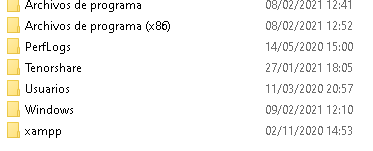 Archivos de programa 08/02/2021 12:41
Archivos de programa (x86) 08/02/2021 12:52
PerfLogs 14/05/2020 15:00
Tenorshare 27/01/2021 18:05
Usuarios 11/03/2020 20:57
Windows 09/02/2021 12:10
xampp 02/11/2020 14:53